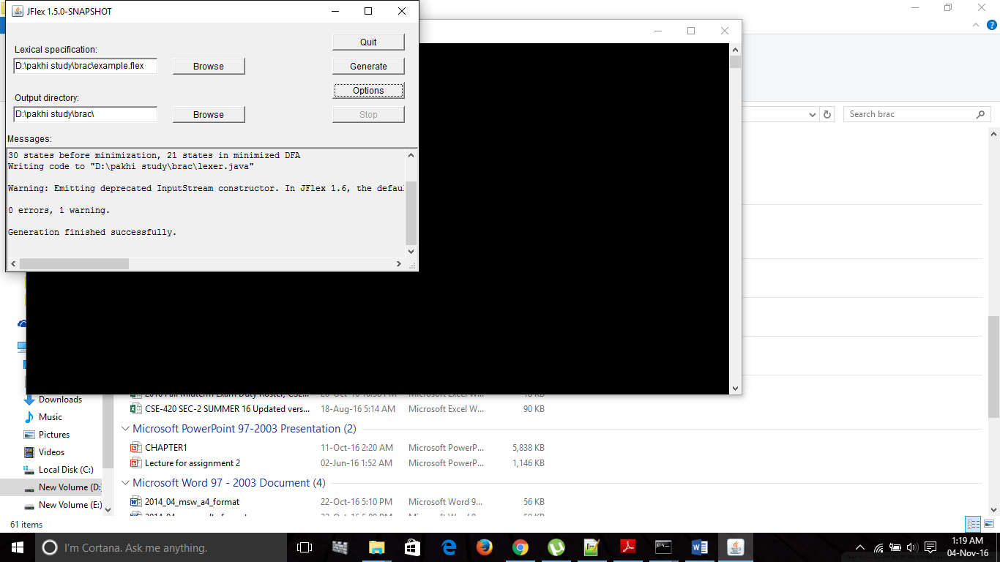 JFlex 1.5.0-SNAPSHOT
Quit
Lexical specification:
D:\pakhi study\brac\example.flex
Browse
Generate
Options
Output directory:
D:\pakhi study\brac\
Browse
Stop
Messages:
30 states before minimization, 21 states in minimized DFA
Writing code to "D:\pakhi study\brac\lexer.java"
Warning: Emitting deprecated InputStream constructor. In JFlex 1.6, the defau
0 errors, 1 warning.
Generation finished successfully.
Search brac
Downloads
Music
Pictures
Videos
Local Disk (C:)
New Volume (D:
New Volume (E:)
CSE-420 SEC-2 SUMMER 16 Updated vers... 18-Aug-16 5:14 AM Microsoft Excel W... 90 KB
Microsoft PowerPoint 97-2003 Presentation (2)
CHAPTER1 11-Oct-16 2:20 AM Microsoft PowerP... 5,838 KB
Lecture for assignment 2 02-Jun-16 1:52 AM Microsoft PowerP... 1,146 KB
Microsoft Word 97 - 2003 Document (4)
2014_04_msw_a4_format 22-Oct-16 5:10 PM Microsoft Word 9... 56 KB
61 items
I'm Cortana. Ask me anything.
1:19 AM
04-Nov-16